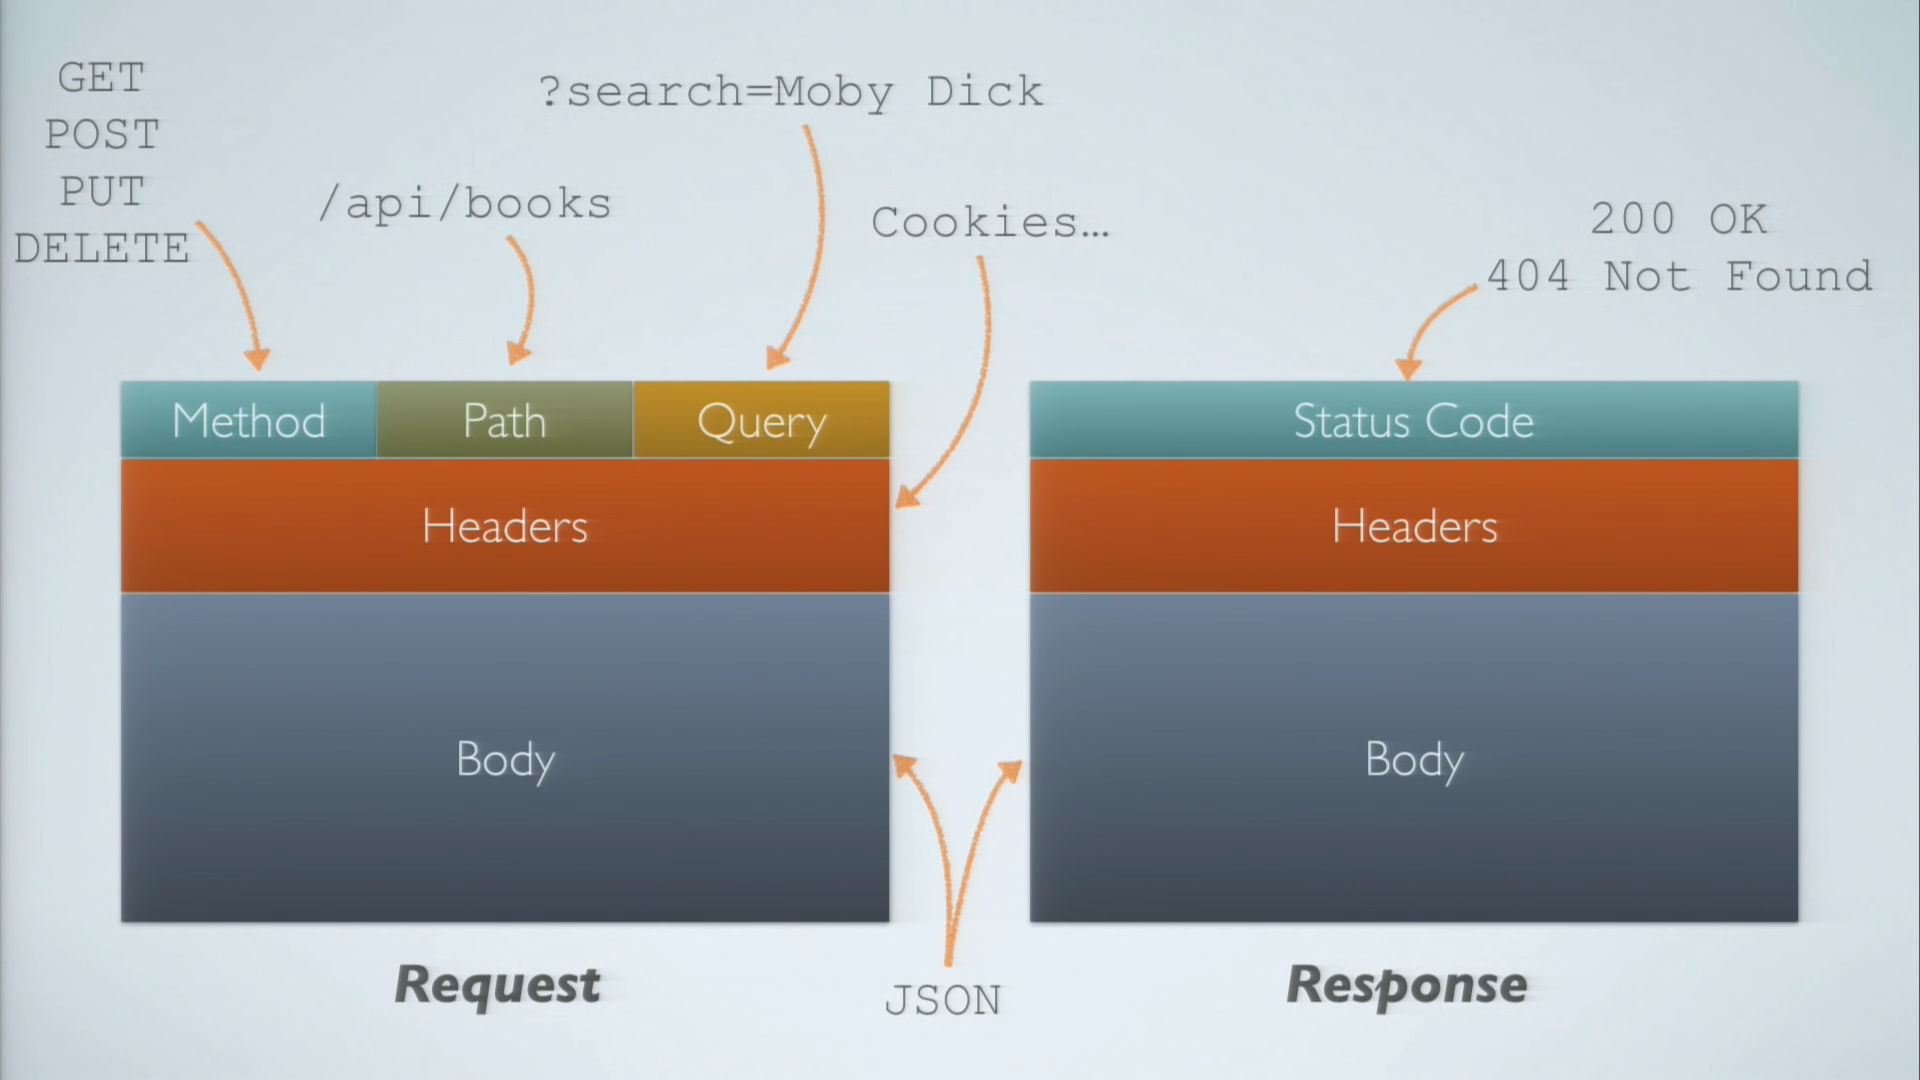 GET
POST
PUT
DELETE
/api/books
?search=Moby Dick
Cookies…
200 OK
404 Not Found
Method
Path
Query
Headers
Body
Request
Status Code
Headers
Body
Response
JSON